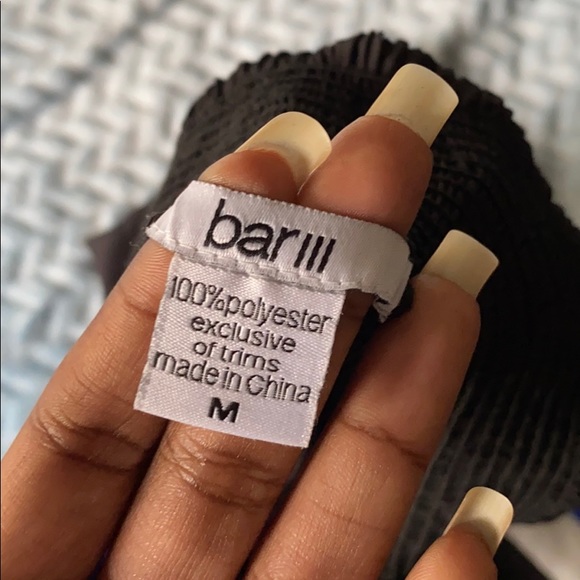 bar III
100%polyester
exclusive
of trims
made in China
M